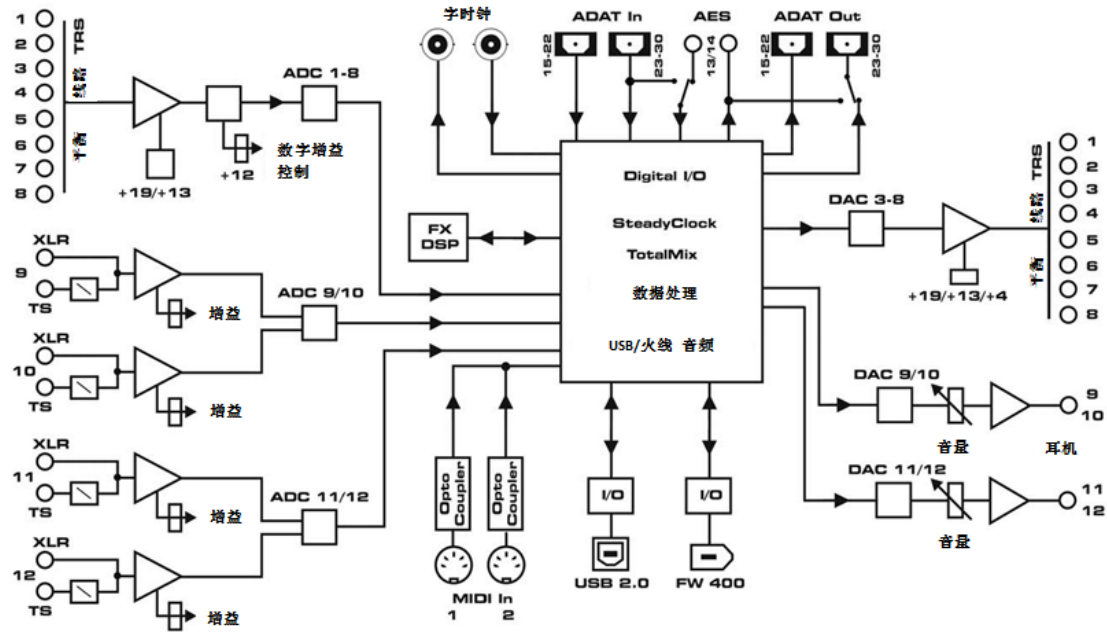 字时钟
ADAT In
AES
ADAT Out
15-22
23-30
13/14
15-22
23-30
1
2
3
4
5
6
7
8
TRS
线路
平衡
+19/+13
+12
数字增益
控制
ADC 1-8
XLR
9
TS
增益
ADC 9/10
XLR
10
TS
增益
XLR
11
TS
增益
ADC 11/12
XLR
12
TS
增益
FX
DSP
Digital I/O
SteadyClock
TotalMix
数据处理
USB/火线 音频
Opto
Coupler
Opto
Coupler
MIDI In
1
2
I/O
USB 2.0
I/O
FW 400
DAC 3-8
+19/+13/+4
TRS
线路
平衡
1
2
3
4
5
6
7
8
DAC 9/10
音量
9
10
耳机
DAC 11/12
音量
11
12